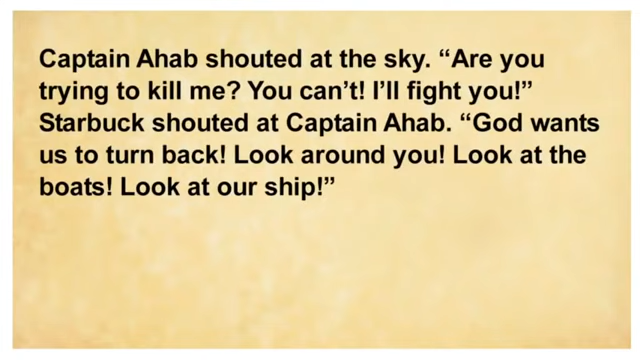 Captain Ahab shouted at the sky. “Are you
trying to kill me? You can’t! I’ll fight you!”
Starbuck shouted at Captain Ahab. “God wants
us to turn back! Look around you! Look at the
boats! Look at our ship!”